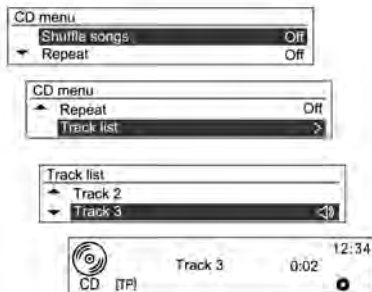 CD menu
Shuffle songs Off
Repeat Off
CD menu
Repeat Off
Track list >
Track list
Track 2
Track 3
12:34
Track 3 0:02
CD [TP]